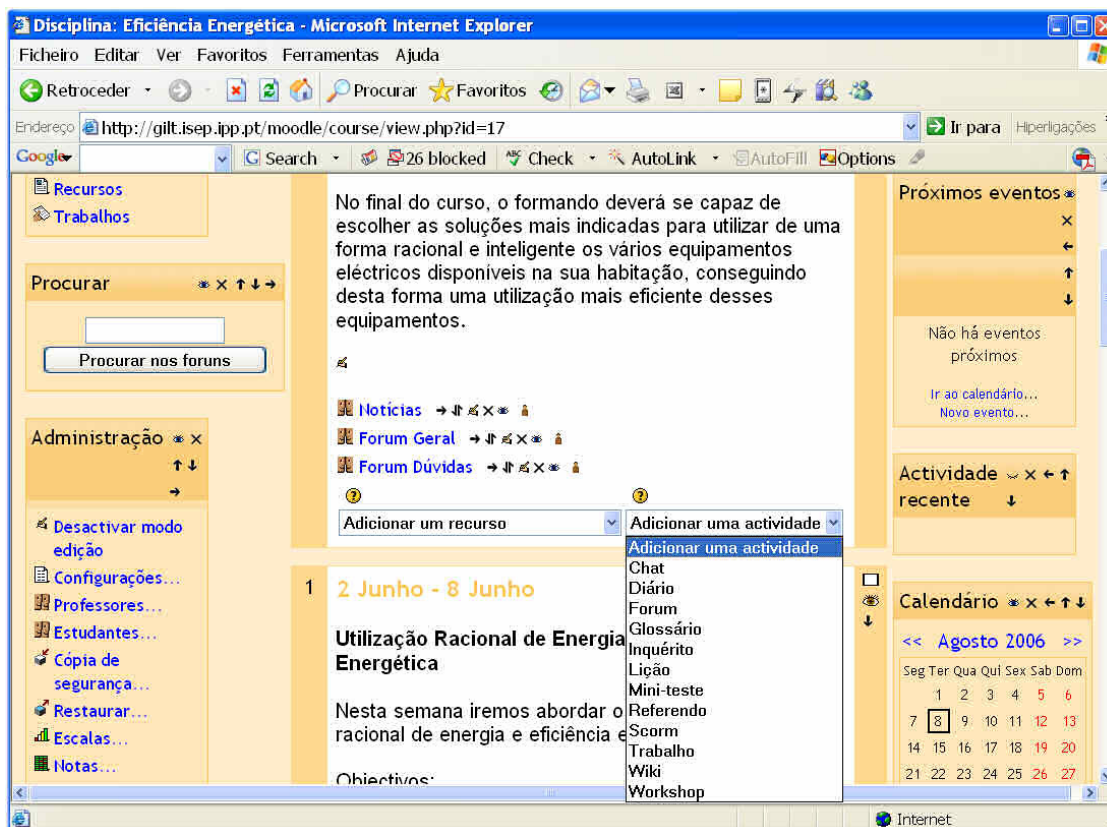 Disciplina: Eficiência Energética - Microsoft Internet Explorer
Ficheiro Editar Ver Favoritos Ferramentas Ajuda
Retroceder Procurar Favoritos
Endereço http://gilt.isep.ipp.pt/moodle/course/view.php?id=17 Ir para Hiperligações
Google Search 26 blocked Check AutoLink AutoFill Options
Recursos
Trabalhos
Procurar
Procurar nos foruns
Administração
Desactivar modo
edição
Configurações...
Professores...
Estudantes...
Cópia de
segurança...
Restaurar...
Escalas...
Notas...
No final do curso, o formando deverá se capaz de
escolher as soluções mais indicadas para utilizar de uma
forma racional e inteligente os vários equipamentos
eléctricos disponíveis na sua habitação, conseguindo
desta forma uma utilização mais eficiente desses
equipamentos.
Notícias
Forum Geral
Forum Dúvidas
Adicionar um recurso
Adicionar uma actividade
Adicionar uma actividade
Chat
Diário
Forum
Glossário
Inquérito
Lição
Mini-teste
Referendo
Scorm
Trabalho
Wiki
Workshop
1 2 Junho - 8 Junho
Utilização Racional de Energia
Energética
Nesta semana iremos abordar o
racional de energia e eficiência e
Objectivos:
Próximos eventos
Não há eventos
próximos
Ir ao calendário...
Novo evento...
Actividade
recente
Calendário
<< Agosto 2006 >>
Seg Ter Qua Qui Sex Sab Dom
1 2 3 4 5 6
7 8 9 10 11 12 13
14 15 16 17 18 19 20
21 22 23 24 25 26 27
Internet